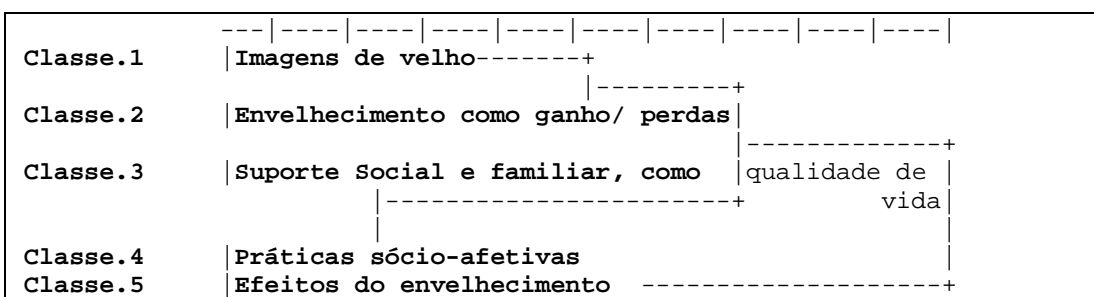 ---|----|----|----|----|----|----|----|----|----|
Classe.1 |Imagens de velho-------+
|---------+
Classe.2 |Envelhecimento como ganho/ perdas|
|-------------+
Classe.3 |Suporte Social e familiar, como |qualidade de |
|-----------------------+ vida|
| |
Classe.4 |Práticas sócio-afetivas |
Classe.5 |Efeitos do envelhecimento --------------------+